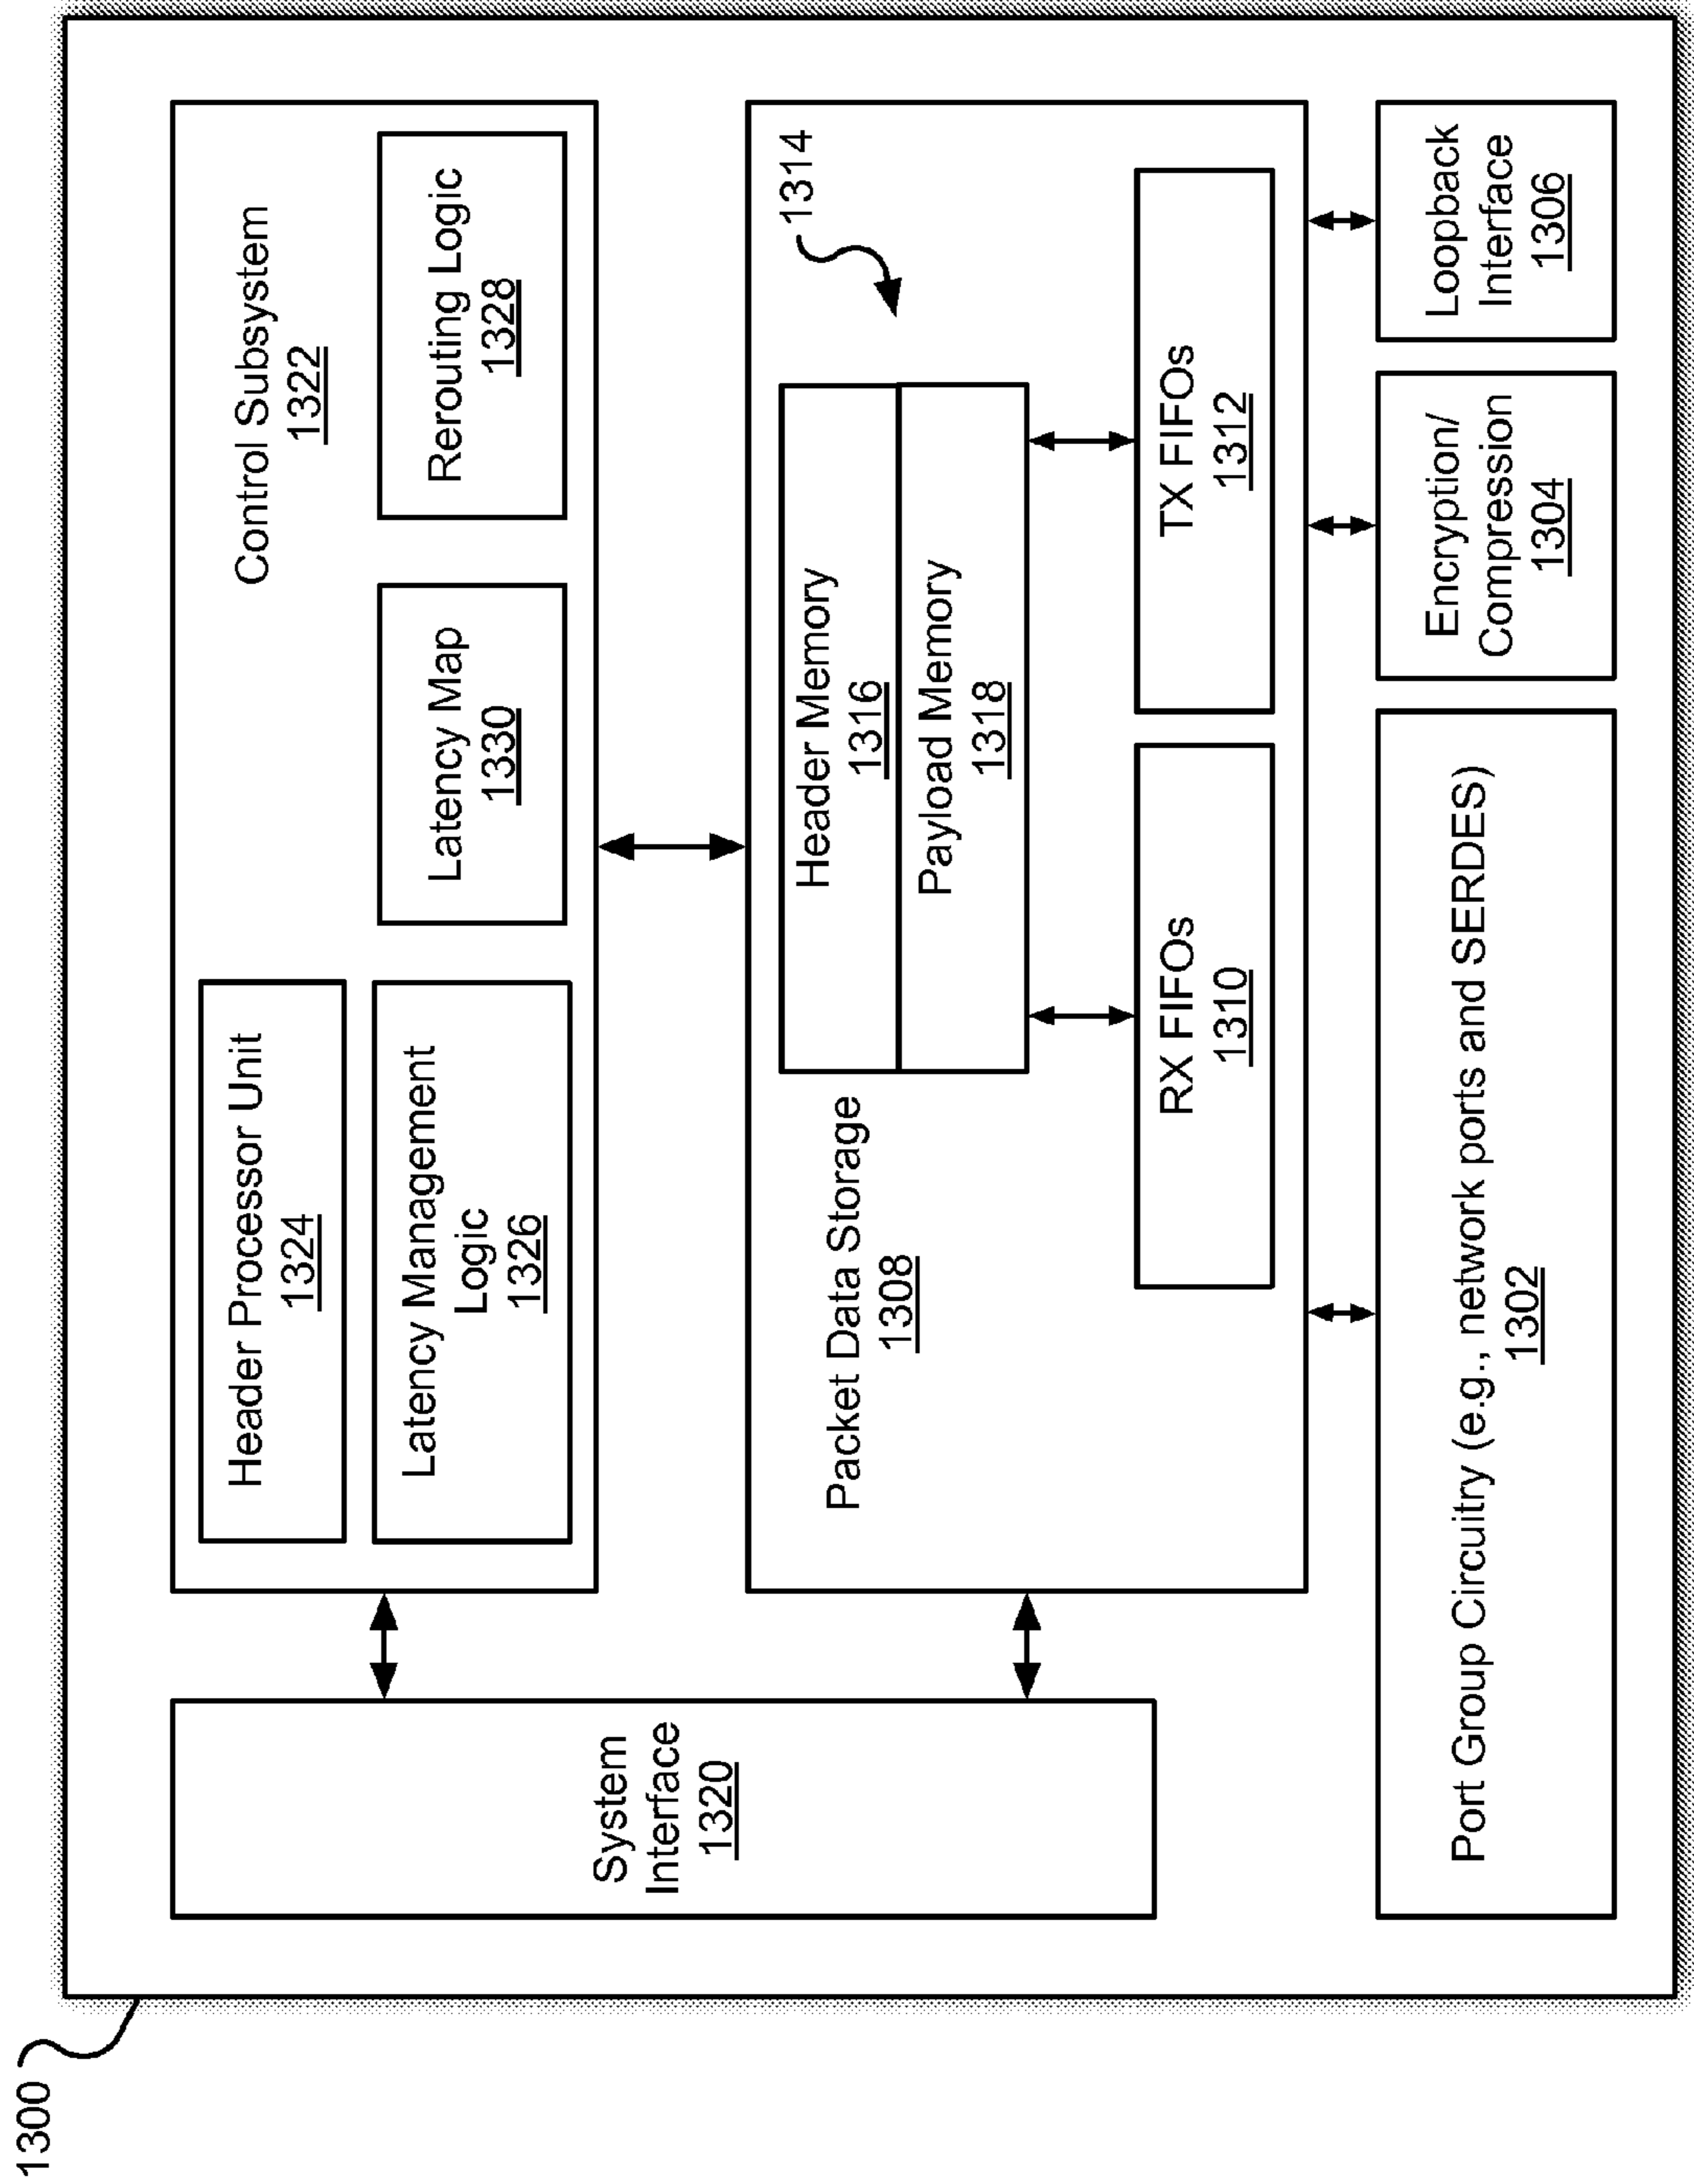 1300
System
Interface
1320
Control Subsystem
1322
Header Processor Unit
1324
Latency Management
Logic
1326
Latency Map
1330
Rerouting Logic
1328
Packet Data Storage
1308
1314
Header Memory
1316
Payload Memory
1318
RX FIFOs
1310
TX FIFOs
1312
Port Group Circuitry (e.g., network ports and SERDES)
1302
Encryption/
Compression
1304
Loopback
Interface
1306